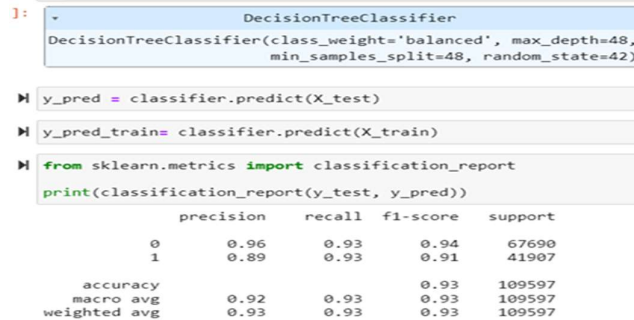 ]:
DecisionTreeClassifier
DecisionTreeClassifier(class_weight='balanced', max_depth=48,
min_samples_split=48, random_state=42)
y_pred = classifier.predict(X_test)
y_pred_train= classifier.predict(X_train)
from sklearn.metrics import classification_report
print(classification_report(y_test, y_pred))
precision recall f1-score support
0 0.96 0.93 0.94 67690
1 0.89 0.93 0.91 41907
accuracy 0.93 109597
macro avg 0.92 0.93 0.93 109597
weighted avg 0.93 0.93 0.93 109597